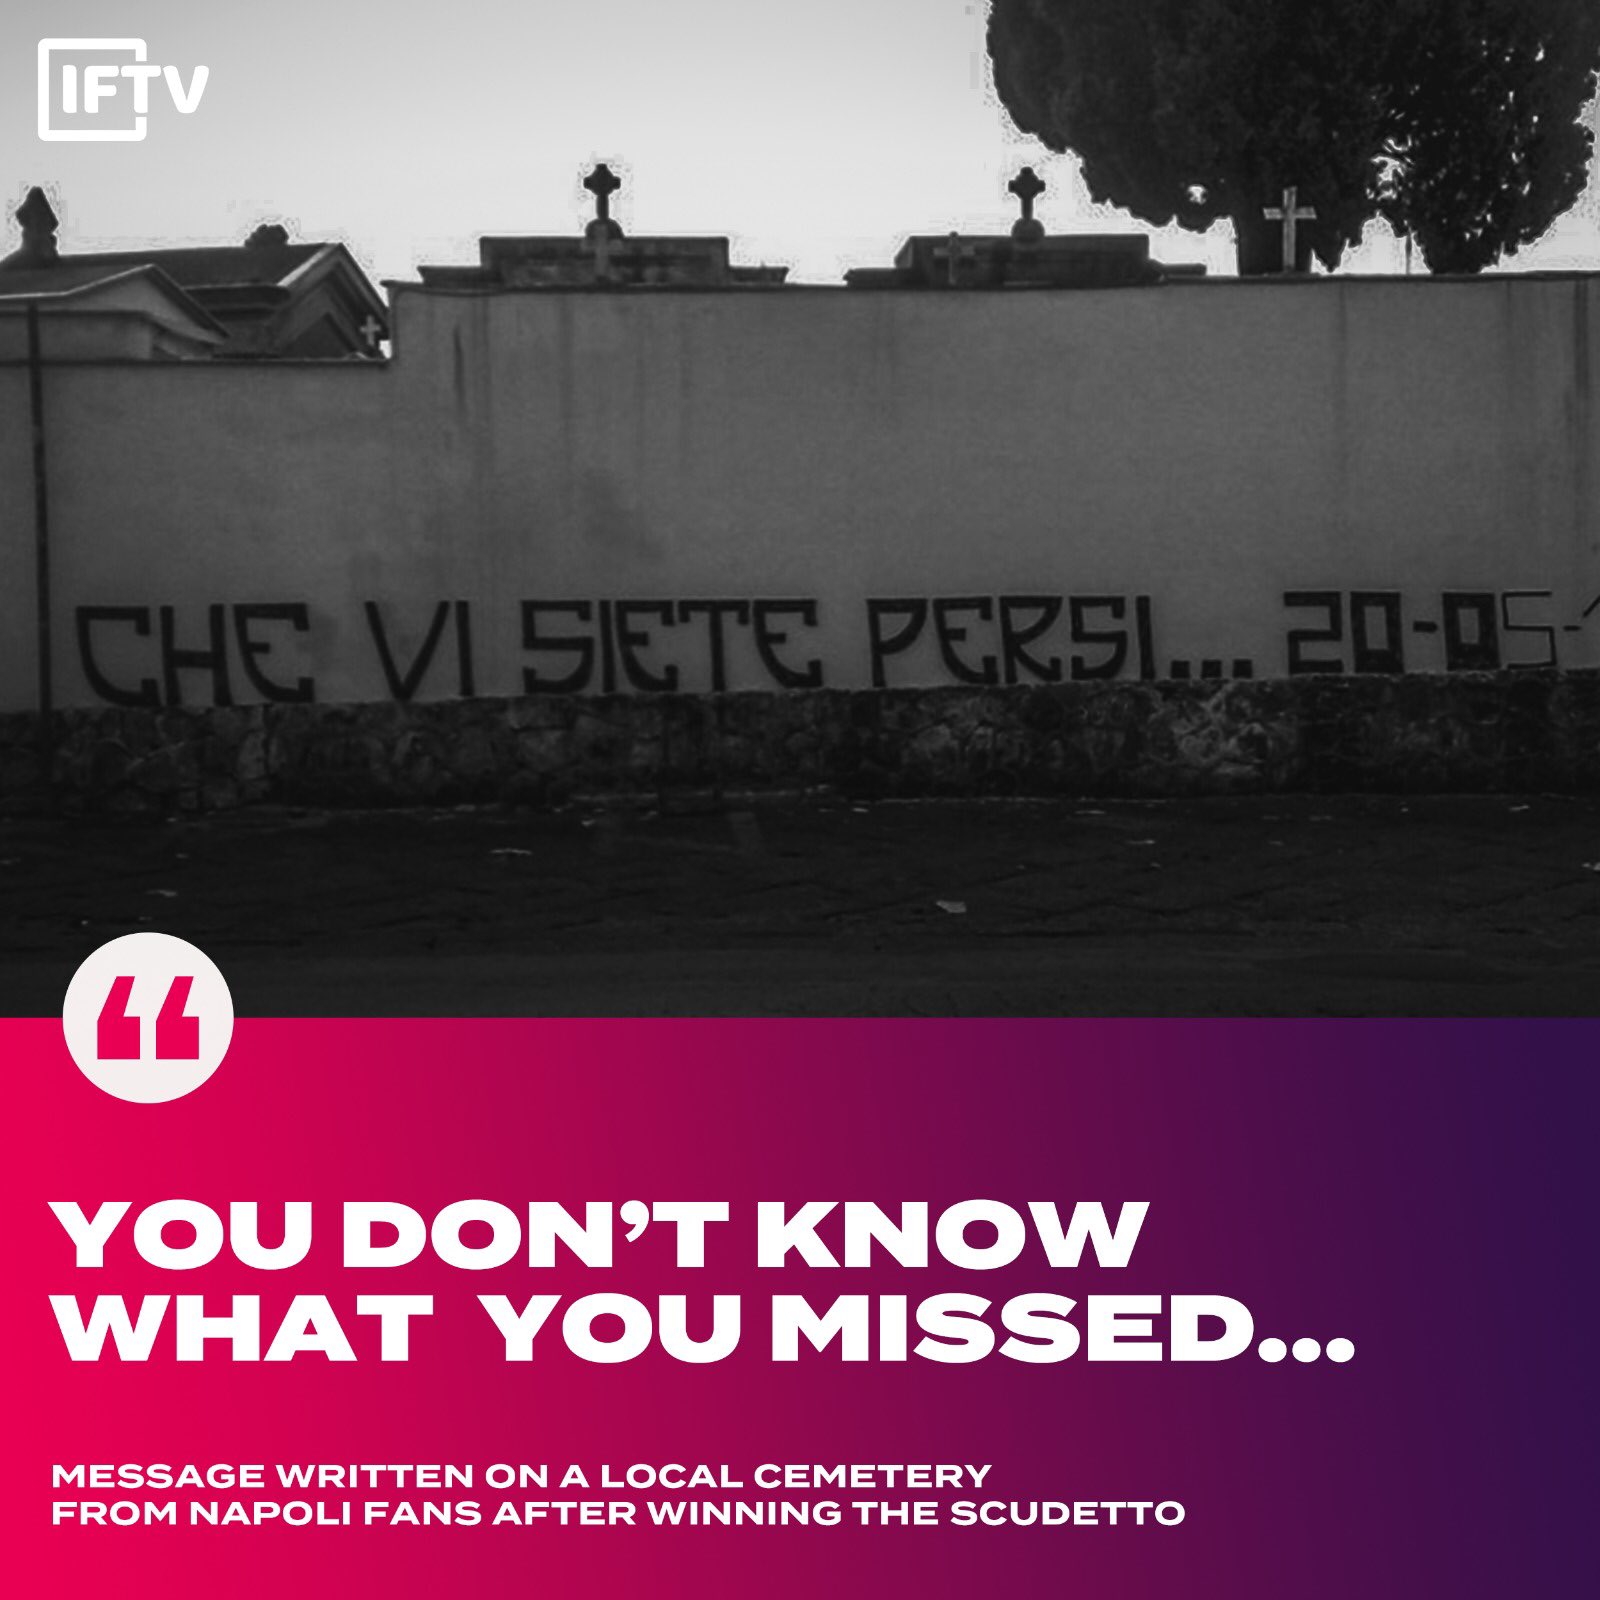 IFTV
CHE VI SIETE PERSI... 20-05-
YOU DON'T KNOW
WHAT YOU MISSED...
MESSAGE WRITTEN ON A LOCAL CEMETERY
FROM NAPOLI FANS AFTER WINNING THE SCUDETTO